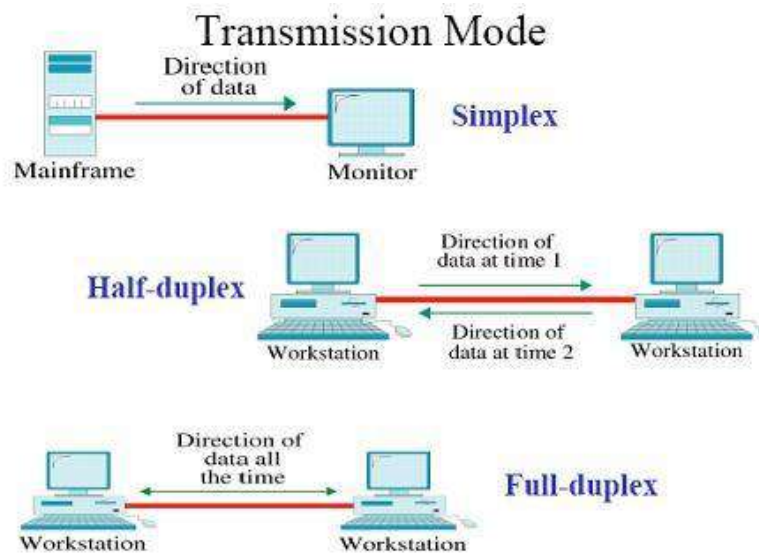 Transmission Mode
Direction
of data
Simplex
Mainframe
Monitor
Direction of
data at time 1
Half-duplex
Direction of
data at time 2
Workstation
Workstation
Direction of
data all
the time
Full-duplex
Workstation
Workstation